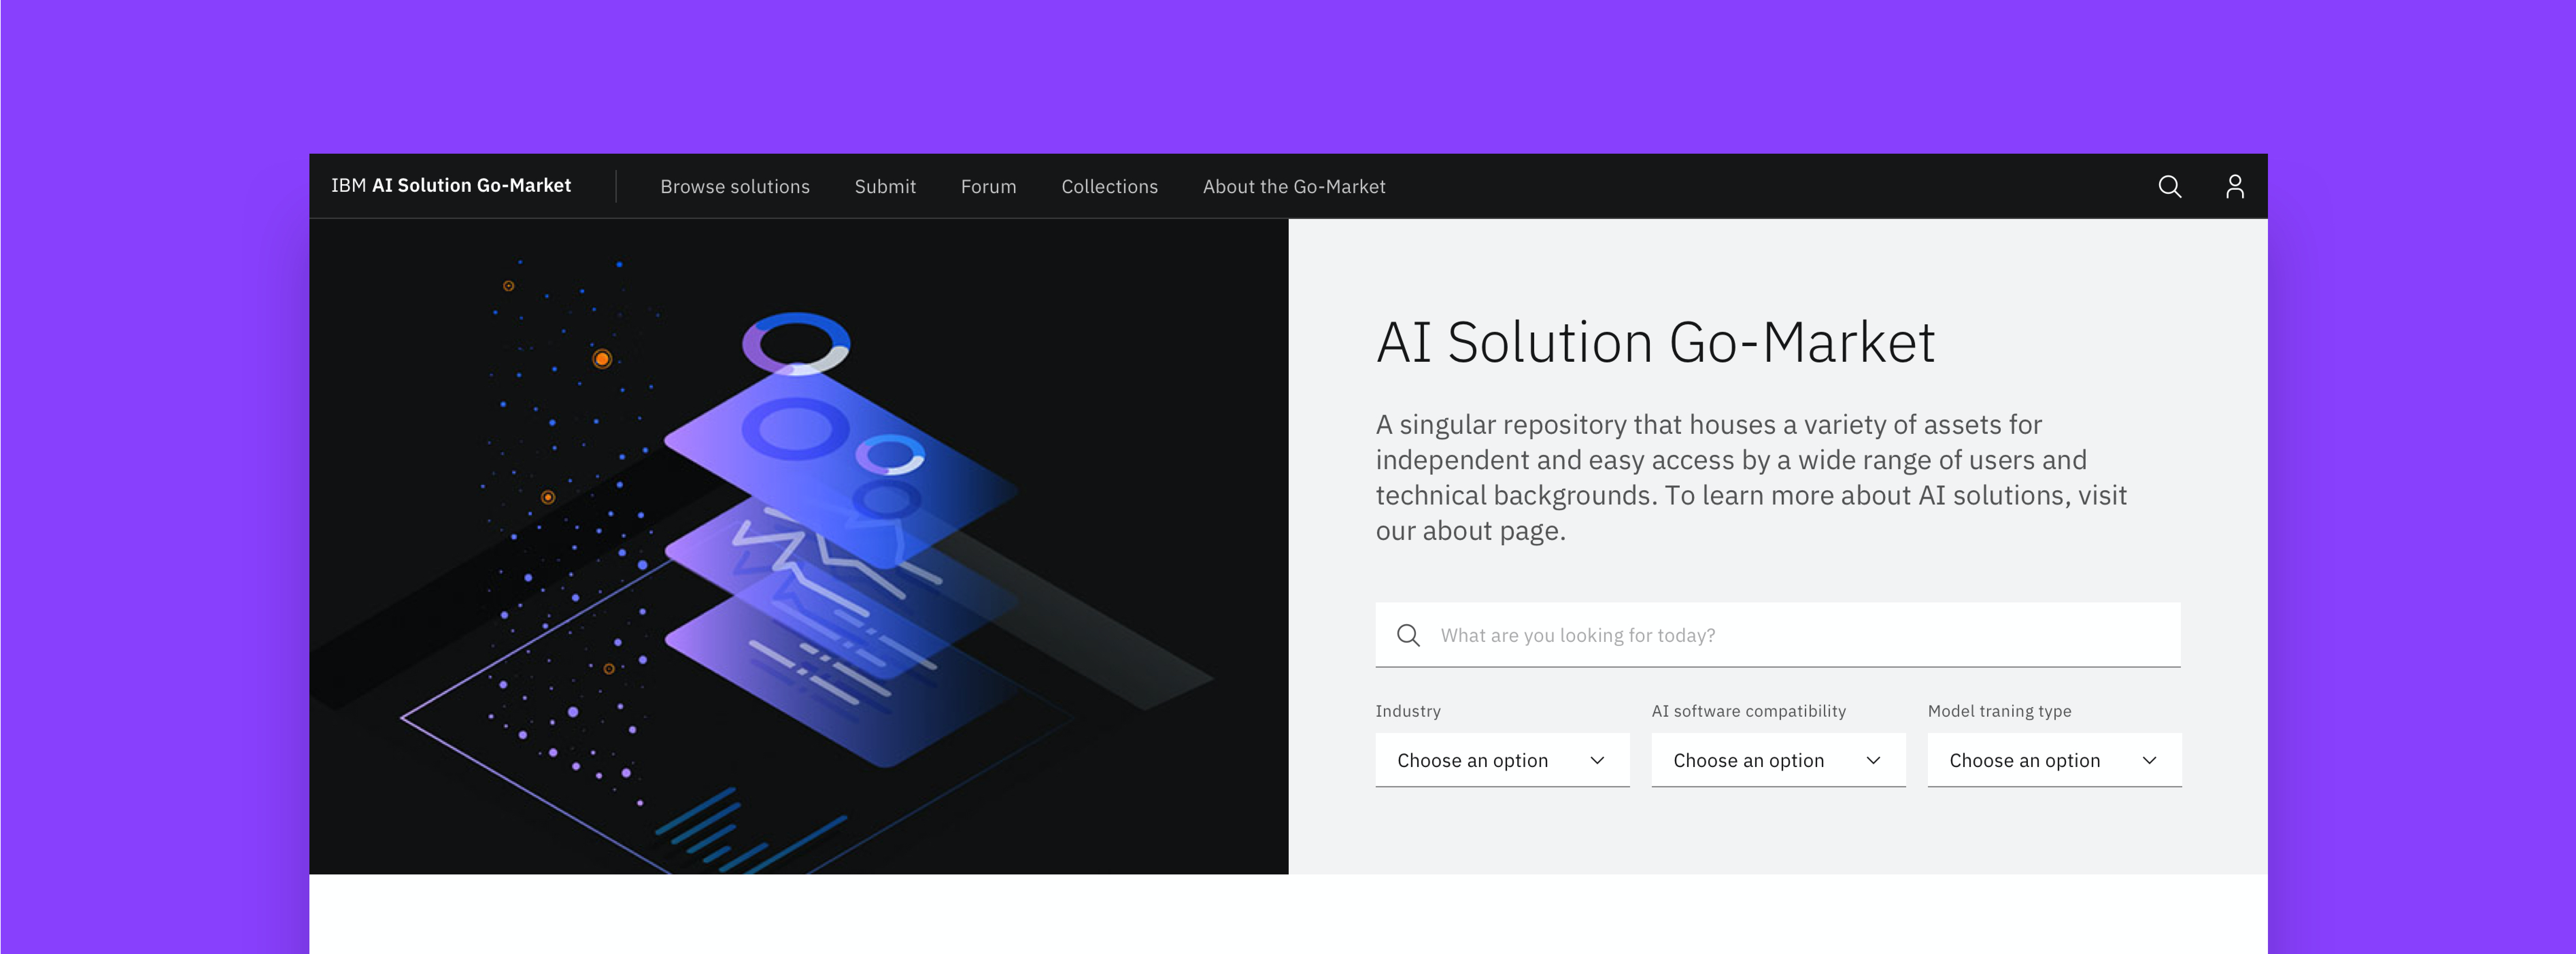 IBM AI Solution Go-Market
Browse solutions
Submit
Forum
Collections
About the Go-Market
AI Solution Go-Market
A singular repository that houses a variety of assets for
independent and easy access by a wide range of users and
technical backgrounds. To learn more about AI solutions, visit
our about page.
What are you looking for today?
Industry
AI software compatibility
Model traning type
Choose an option
Choose an option
Choose an option